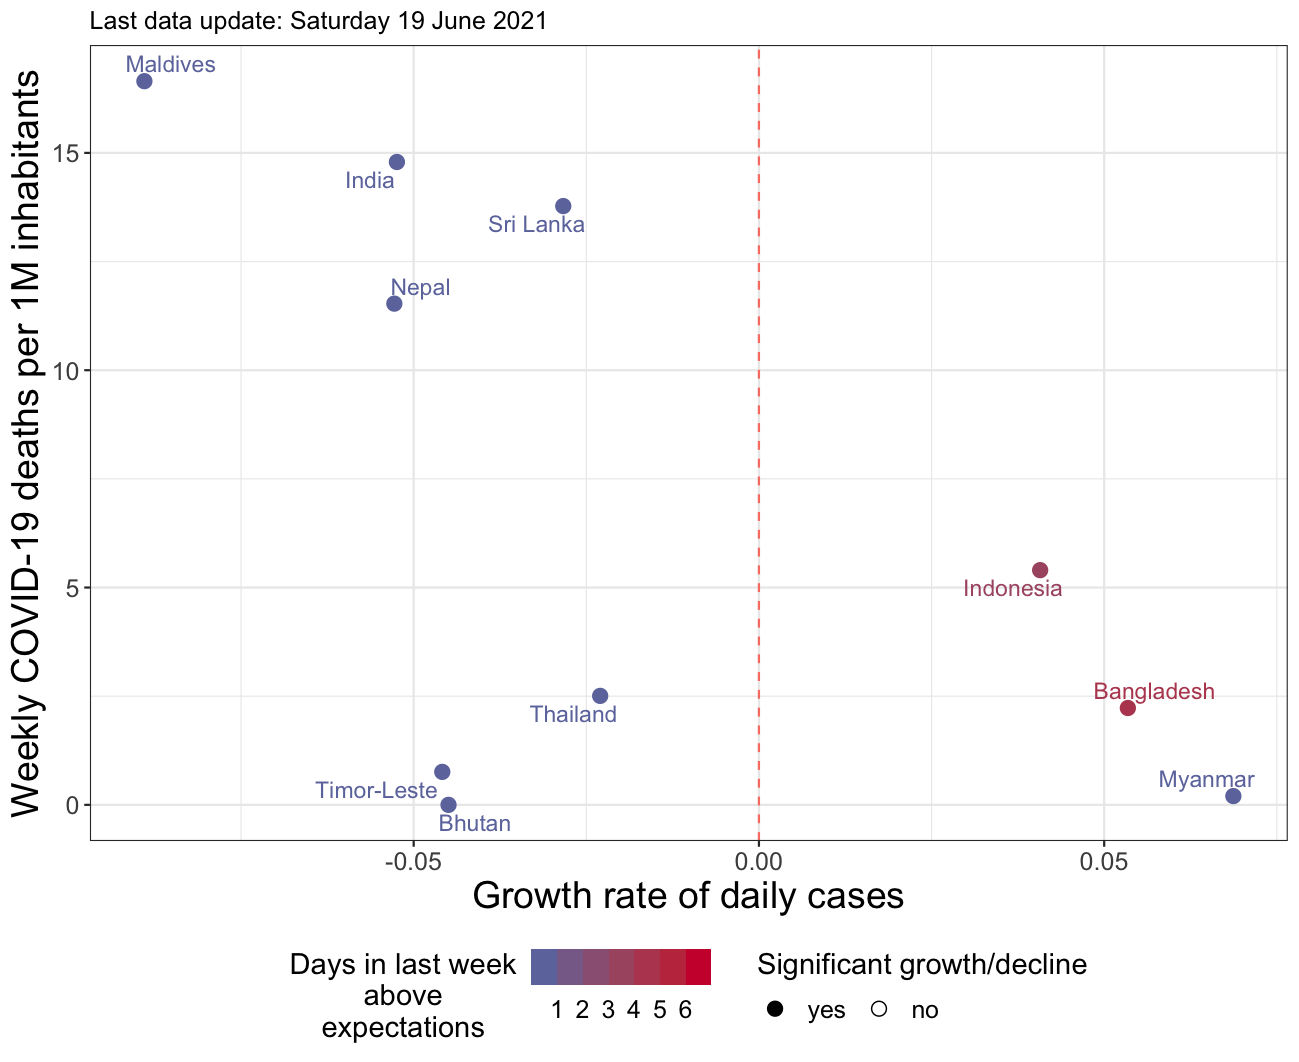 Last data update: Saturday 19 June 2021
Weekly COVID-19 deaths per 1M inhabitants
15
10
5
0
Maldives
India
Sri Lanka
Nepal
Indonesia
Bangladesh
Thailand
Myanmar
Timor-Leste
Bhutan
-0.05
0.00
0.05
Growth rate of daily cases
Days in last week
above
expectations
1 2 3 4 5 6
Significant growth/decline
yes no